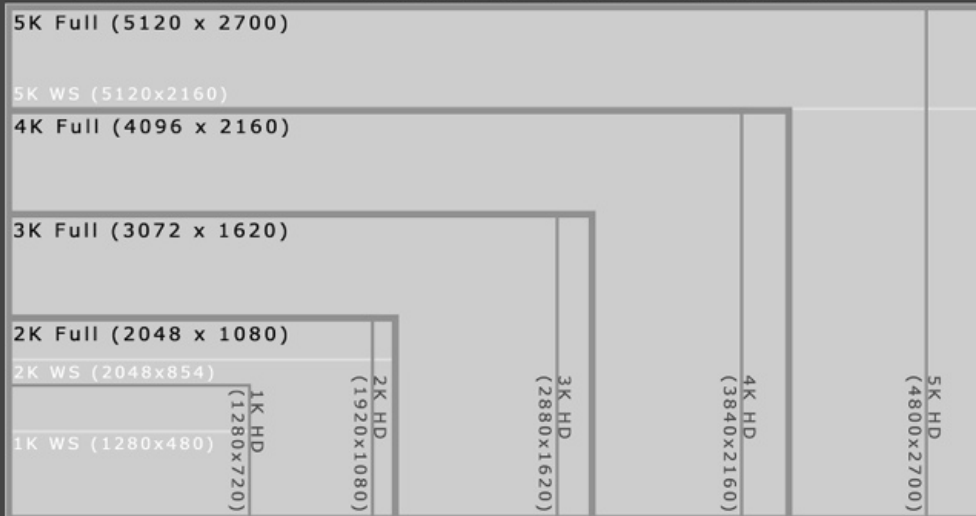 5K Full (5120 x 2700)
5K WS (5120x2160)
4K Full (4096 x 2160)
3K Full (3072 x 1620)
2K Full (2048 x 1080)
2K WS (2048x854)
1K WS (1280x480)
1K HD
(1280x720)
2K HD
(1920x1080)
3K HD
(2880x1620)
4K HD
(3840x2160)
5K HD
(4800x2700)